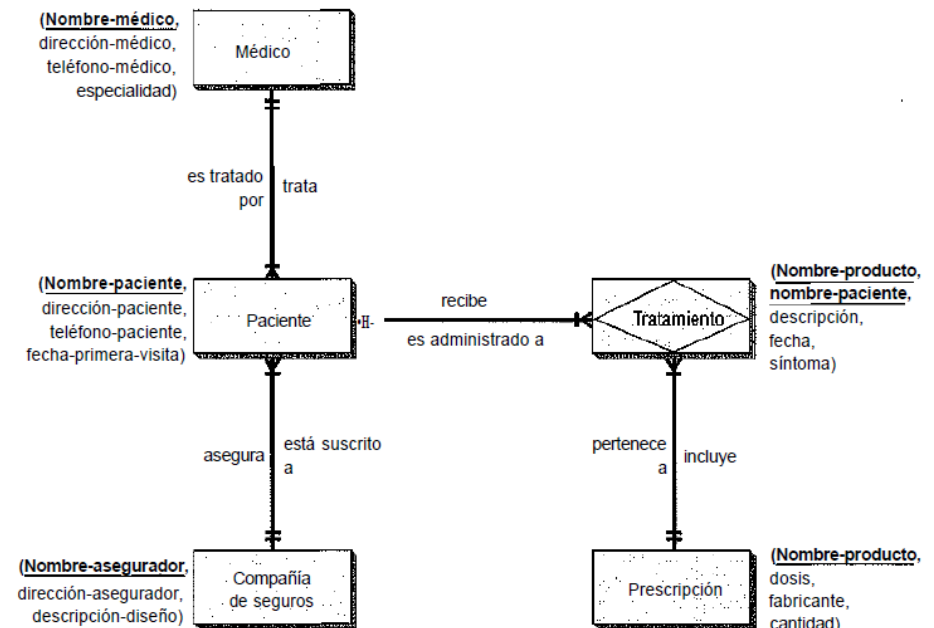 (Nombre-médico,
dirección-médico,
teléfono-médico,
especialidad)
Médico
es tratado
por
trata
(Nombre-paciente,
dirección-paciente,
teléfono-paciente,
fecha-primera-visita)
Paciente
recibe
es administrado a
Tratamiento
(Nombre-producto,
nombre-paciente,
descripción,
fecha,
síntoma)
asegura
está suscrito
a
pertenece
a
incluye
(Nombre-asegurador,
dirección-asegurador,
descripción-diseño)
Compañía
de seguros
Prescripción
(Nombre-producto,
dosis,
fabricante,
cantidad)